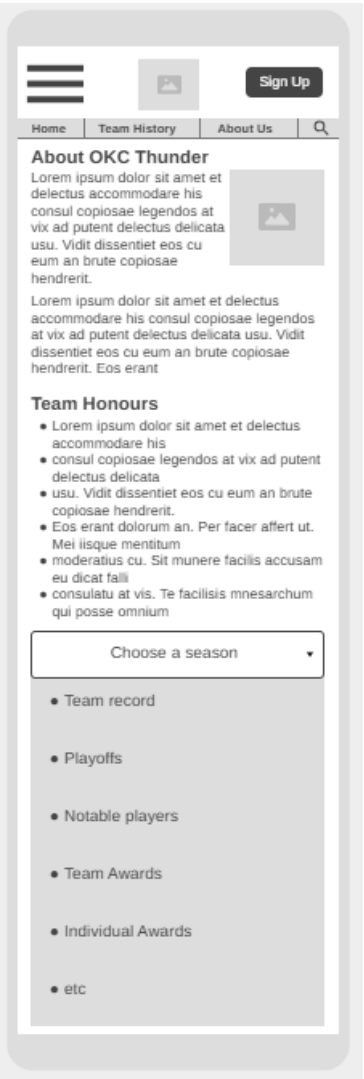 Sign Up
Home Team History About Us
About OKC Thunder
Lorem ipsum dolor sit amet et
delectus accommodare his
consul copiosae legendos at
vix ad putent delectus delicata
usu. Vidit dissentiet eos cu
eum an brute copiosae
hendrerit.
Lorem ipsum dolor sit amet et delectus
accommodare his consul copiosae legendos
at vix ad putent delectus delicata usu. Vidit
dissentiet eos cu eum an brute copiosae
hendrerit. Eos erant
Team Honours
● Lorem ipsum dolor sit amet et delectus
accommodare his
● consul copiosae legendos at vix ad putent
delectus delicata
● usu. Vidit dissentiet eos cu eum an brute
copiosae hendrerit.
● Eos erant dolorum an. Per facer affert ut.
Mei iisque mentitum
● moderatius cu. Sit munere facilis accusam
eu dicat falli
● consulatu at vis. Te facilisis mnesarchum
qui posse omnium
Choose a season
● Team record
● Playoffs
● Notable players
● Team Awards
● Individual Awards
● etc